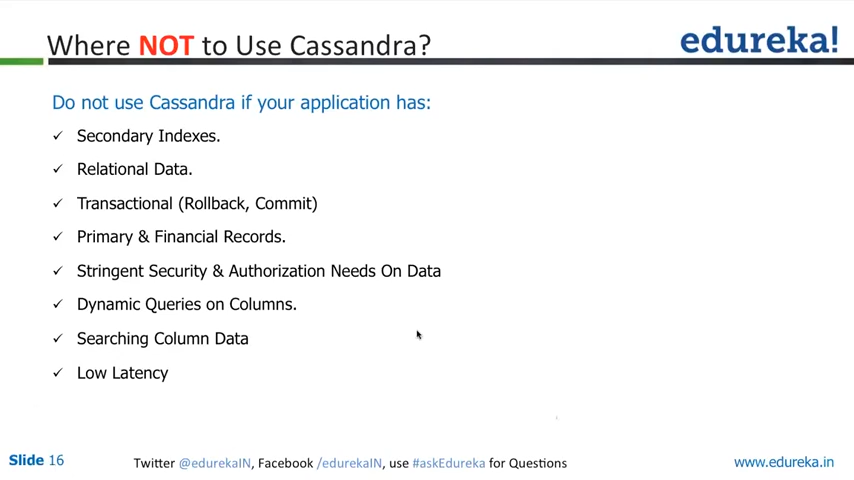 Where NOT to Use Cassandra?
edureka!
Do not use Cassandra if your application has:
✓ Secondary Indexes.
✓ Relational Data.
✓ Transactional (Rollback, Commit)
✓ Primary & Financial Records.
✓ Stringent Security & Authorization Needs On Data
✓ Dynamic Queries on Columns.
✓ Searching Column Data
✓ Low Latency
Slide 16
Twitter @edurekaIN, Facebook /edurekaIN, use #askEdureka for Questions
www.edureka.in